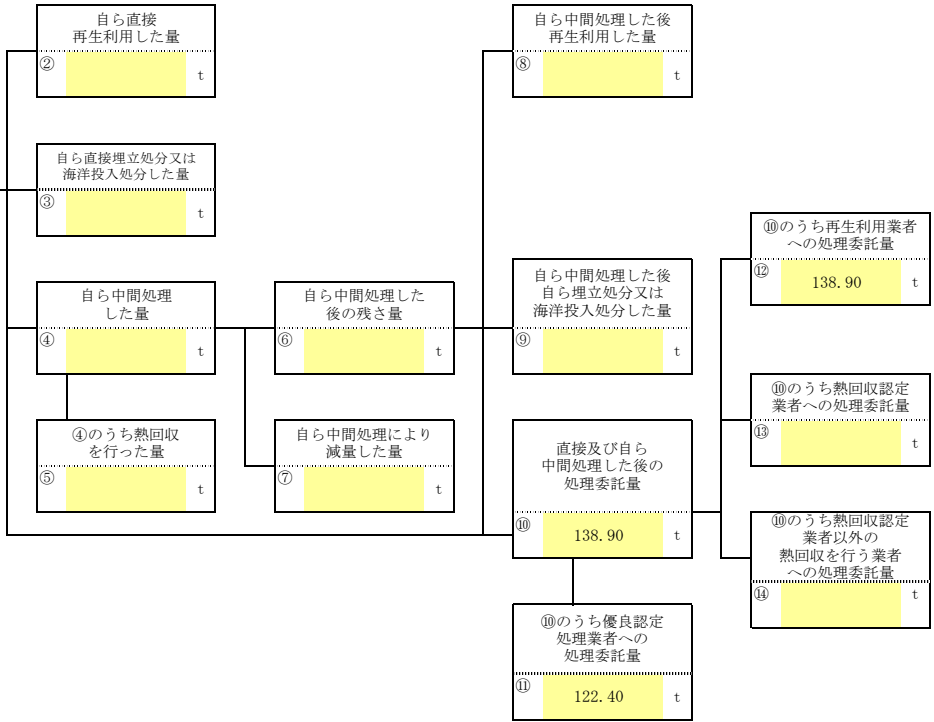 自ら直接
再生利用した量
②
t
自ら直接埋立処分又は
海洋投入処分した量
③
t
自ら中間処理
した量
④
t
④のうち熱回収
を行った量
⑤
t
自ら中間処理した
後の残さ量
⑥
t
自ら中間処理により
減量した量
⑦
t
自ら中間処理した後
再生利用した量
⑧
t
自ら中間処理した後
自ら埋立処分又は
海洋投入処分した量
⑨
t
直接及び自ら
中間処理した後の
処理委託量
⑩
138.90 t
⑩のうち優良認定
処理業者への
処理委託量
⑪
122.40 t
⑩のうち再生利用業者
への処理委託量
⑫
138.90 t
⑩のうち熱回収認定
業者への処理委託量
⑬
t
⑩のうち熱回収認定
業者以外の
熱回収を行う業者
への処理委託量
⑭
t